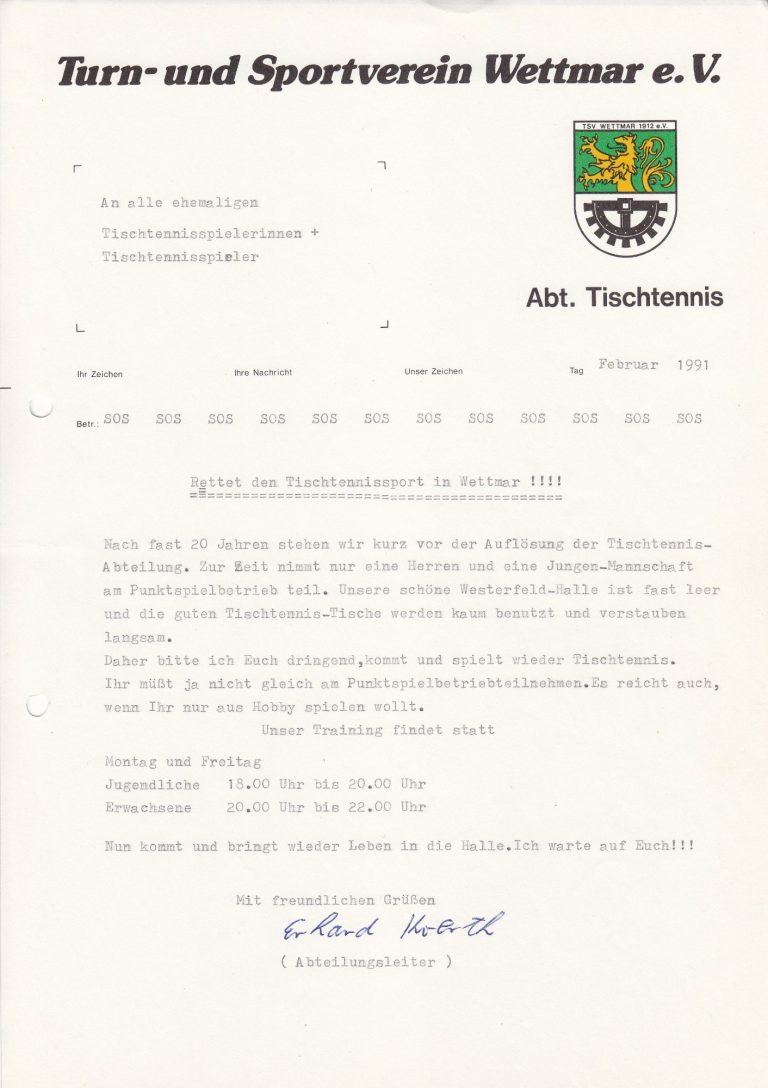 Turn- und Sportverein Wettmar e.V.
TSV WETTMAR 1912 e.V.
An alle ehemaligen
Tischtennisspielerinnen +
Tischtennisspieler
Abt. Tischtennis
Ihr Zeichen Ihre Nachricht Unser Zeichen Tag Februar 1991
Betr.: SOS SOS SOS SOS SOS SOS SOS SOS SOS SOS SOS SOS
Rettet den Tischtennissport in Wettmar !!!!
Nach fast 20 Jahren stehen wir kurz vor der Auflösung der Tischtennis-
Abteilung. Zur Zeit nimmt nur eine Herren und eine Jungen-Mannschaft
am Punktspielbetrieb teil. Unsere schöne Westerfeld-Halle ist fast leer
und die guten Tischtennis-Tische werden kaum benutzt und verstauben
langsam.
Daher bitte ich Euch dringend,kommt und spielt wieder Tischtennis.
Ihr müßt ja nicht gleich am Punktspielbetriebteilnehmen.Es reicht auch,
wenn Ihr nur aus Hobby spielen wollt.
Unser Training findet statt
Montag und Freitag
Jugendliche 18.00 Uhr bis 20.00 Uhr
Erwachsene 20.00 Uhr bis 22.00 Uhr
Nun kommt und bringt wieder Leben in die Halle.Ich warte auf Euch!!!
Mit freundlichen Grüßen
Erhard
( Abteilungsleiter )